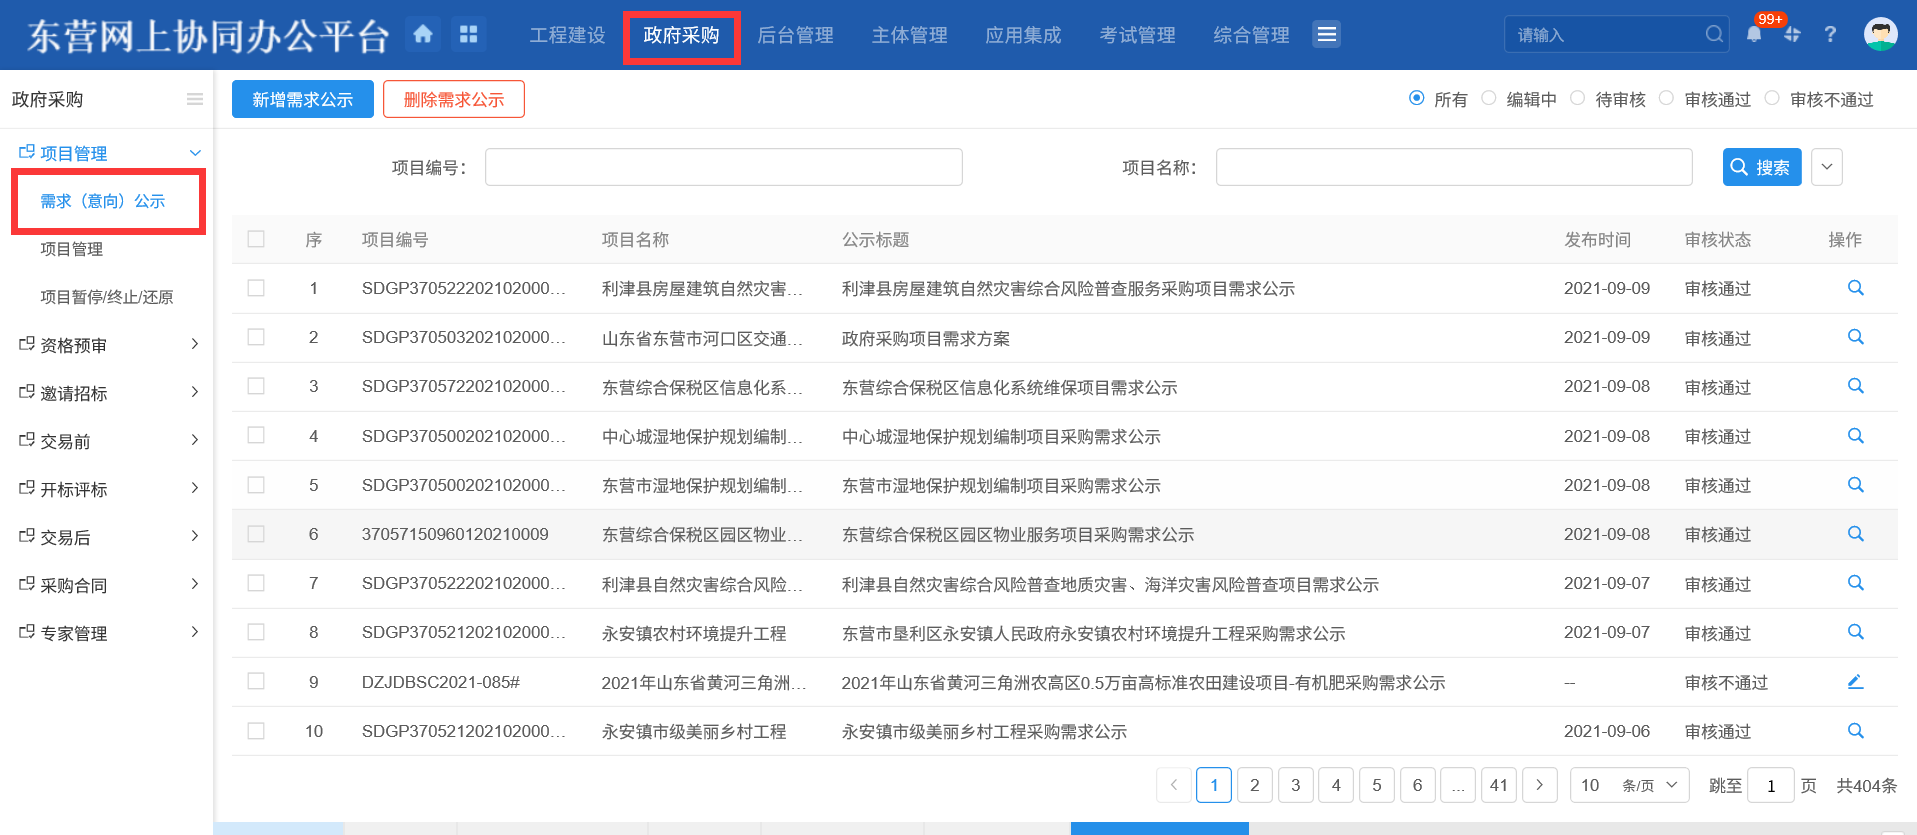 东营网上协同办公平台 工程建设 政府采购 后台管理 主体管理 应用集成 考试管理 综合管理 请输入 99+ ?
政府采购 新增需求公示 删除需求公示 所有 编辑中 待审核 审核通过 审核不通过
项目管理
需求（意向）公示
项目管理
项目暂停/终止/还原
资格预审
邀请招标
交易前
开标评标
交易后
采购合同
专家管理
项目编号： 项目名称： 搜索
序 项目编号 项目名称 公示标题 发布时间 审核状态 操作
1 SDGP370522202102000... 利津县房屋建筑自然灾害... 利津县房屋建筑自然灾害综合风险普查服务采购项目需求公示 2021-09-09 审核通过
2 SDGP370503202102000... 山东省东营市河口区交通... 政府采购项目需求方案 2021-09-09 审核通过
3 SDGP370572202102000... 东营综合保税区信息化系... 东营综合保税区信息化系统维保项目需求公示 2021-09-08 审核通过
4 SDGP370500202102000... 中心城湿地保护规划编制... 中心城湿地保护规划编制项目采购需求公示 2021-09-08 审核通过
5 SDGP370500202102000... 东营市湿地保护规划编制... 东营市湿地保护规划编制项目采购需求公示 2021-09-08 审核通过
6 37057150960120210009 东营综合保税区园区物业... 东营综合保税区园区物业服务项目采购需求公示 2021-09-08 审核通过
7 SDGP370522202102000... 利津县自然灾害综合风险... 利津县自然灾害综合风险普查地质灾害、海洋灾害风险普查项目需求公示 2021-09-07 审核通过
8 SDGP370521202102000... 永安镇农村环境提升工程 东营市垦利区永安镇人民政府永安镇农村环境提升工程采购需求公示 2021-09-07 审核通过
9 DZJDBSC2021-085# 2021年山东省黄河三角洲... 2021年山东省黄河三角洲农高区0.5万亩高标准农田建设项目-有机肥采购需求公示 -- 审核不通过
10 SDGP370521202102000... 永安镇市级美丽乡村工程 永安镇市级美丽乡村工程采购需求公示 2021-09-06 审核通过
1 2 3 4 5 6 ... 41 10 条/页 跳至 1 页 共404条